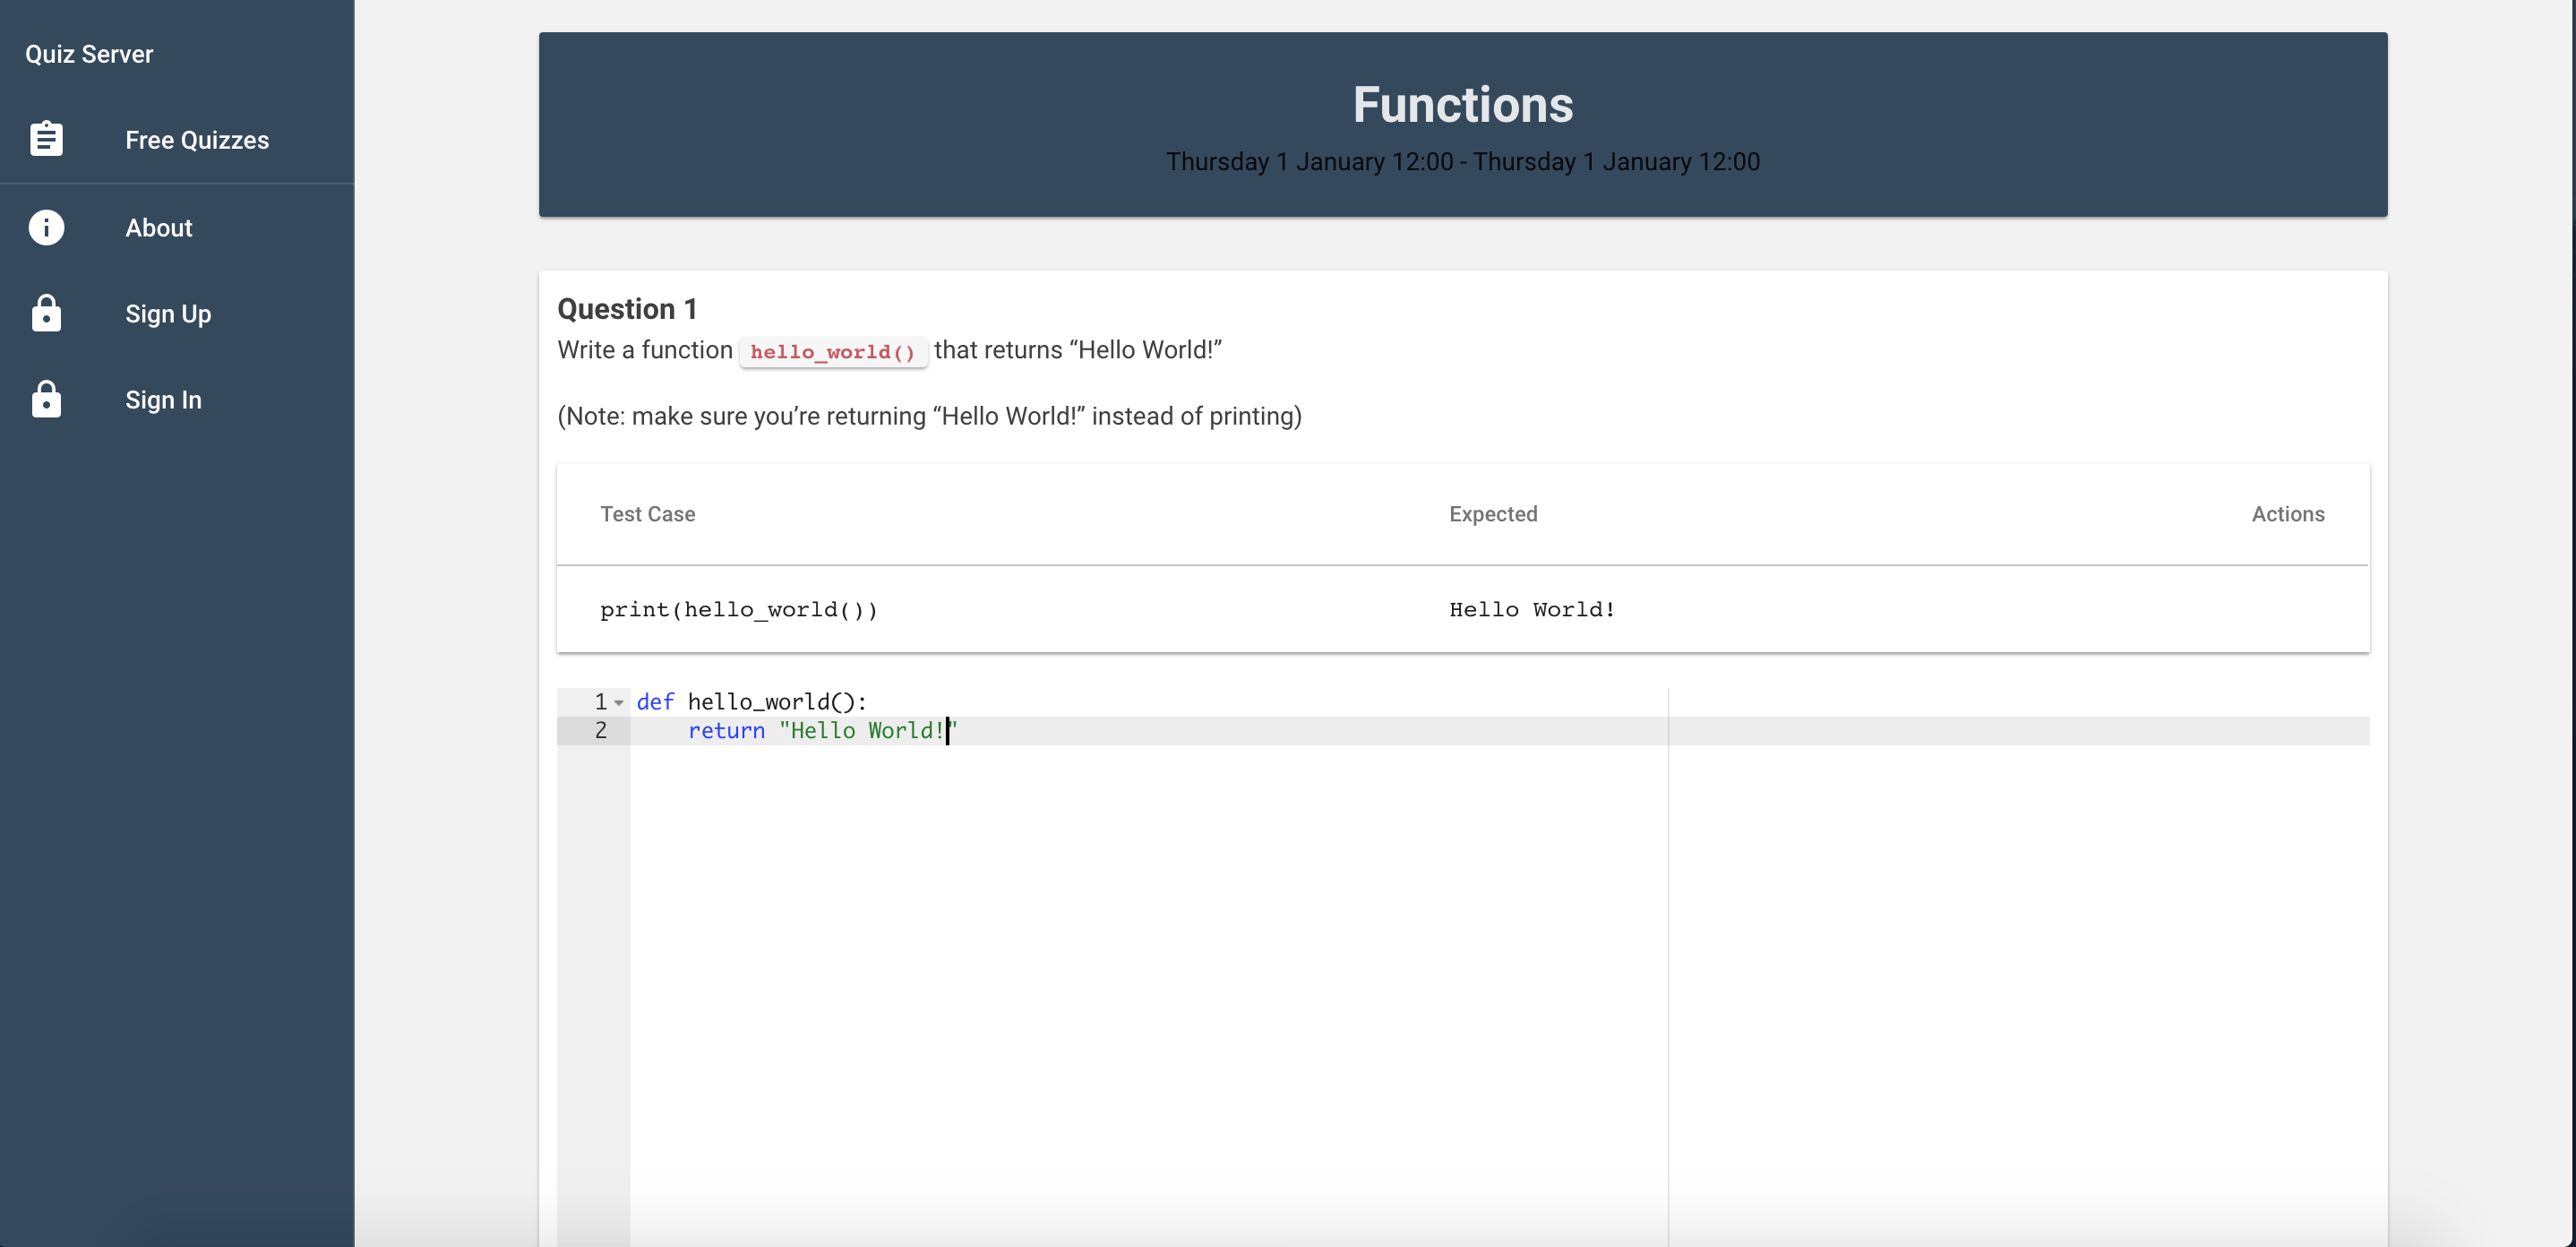 Quiz Server
Free Quizzes
About
Sign Up
Sign In
Functions
Thursday 1 January 12:00 - Thursday 1 January 12:00
Question 1
Write a function hello_world() that returns “Hello World!”
(Note: make sure you’re returning “Hello World!” instead of printing)
Test Case Expected Actions
print(hello_world()) Hello World!
1 def hello_world():
2 return "Hello World!"